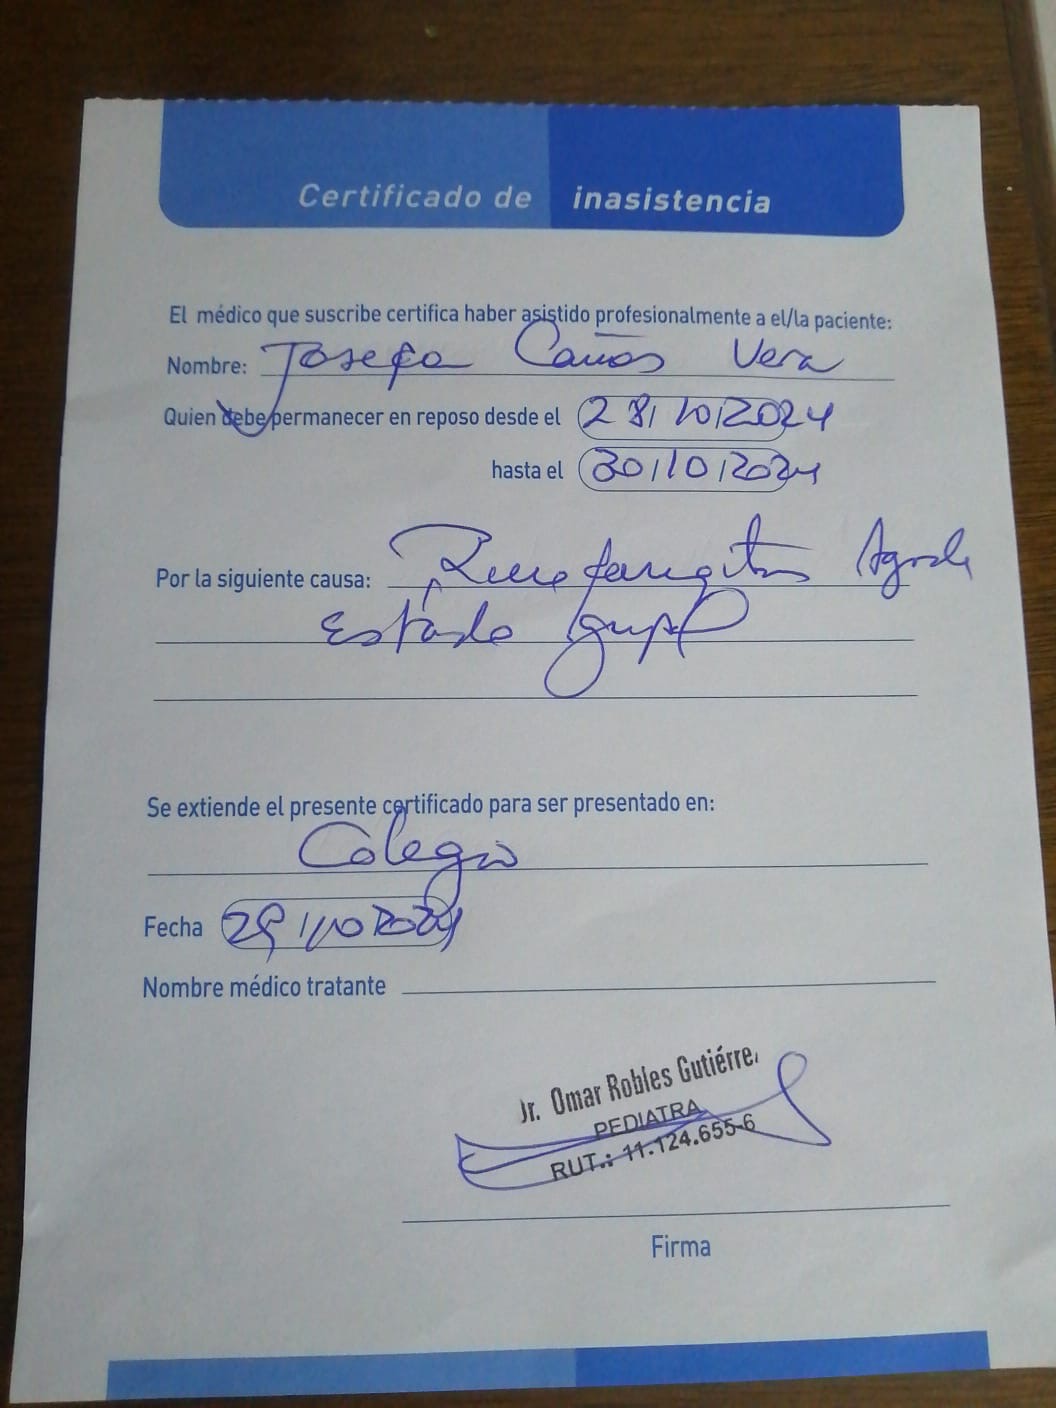 Certificado de inasistencia
El médico que suscribe certifica haber asistido profesionalmente a el/la paciente:
Nombre: Josefa Vera
Quien debe permanecer en reposo desde el 28/10/2024
hasta el 30/10/2024
Por la siguiente causa:
Estado gripal
Se extiende el presente certificado para ser presentado en:
Colegio
Fecha 29/10/2024
Nombre médico tratante
Dr. Omar Robles Gutiérrez
PEDIATRA
RUT.: 11.124.655-6
Firma